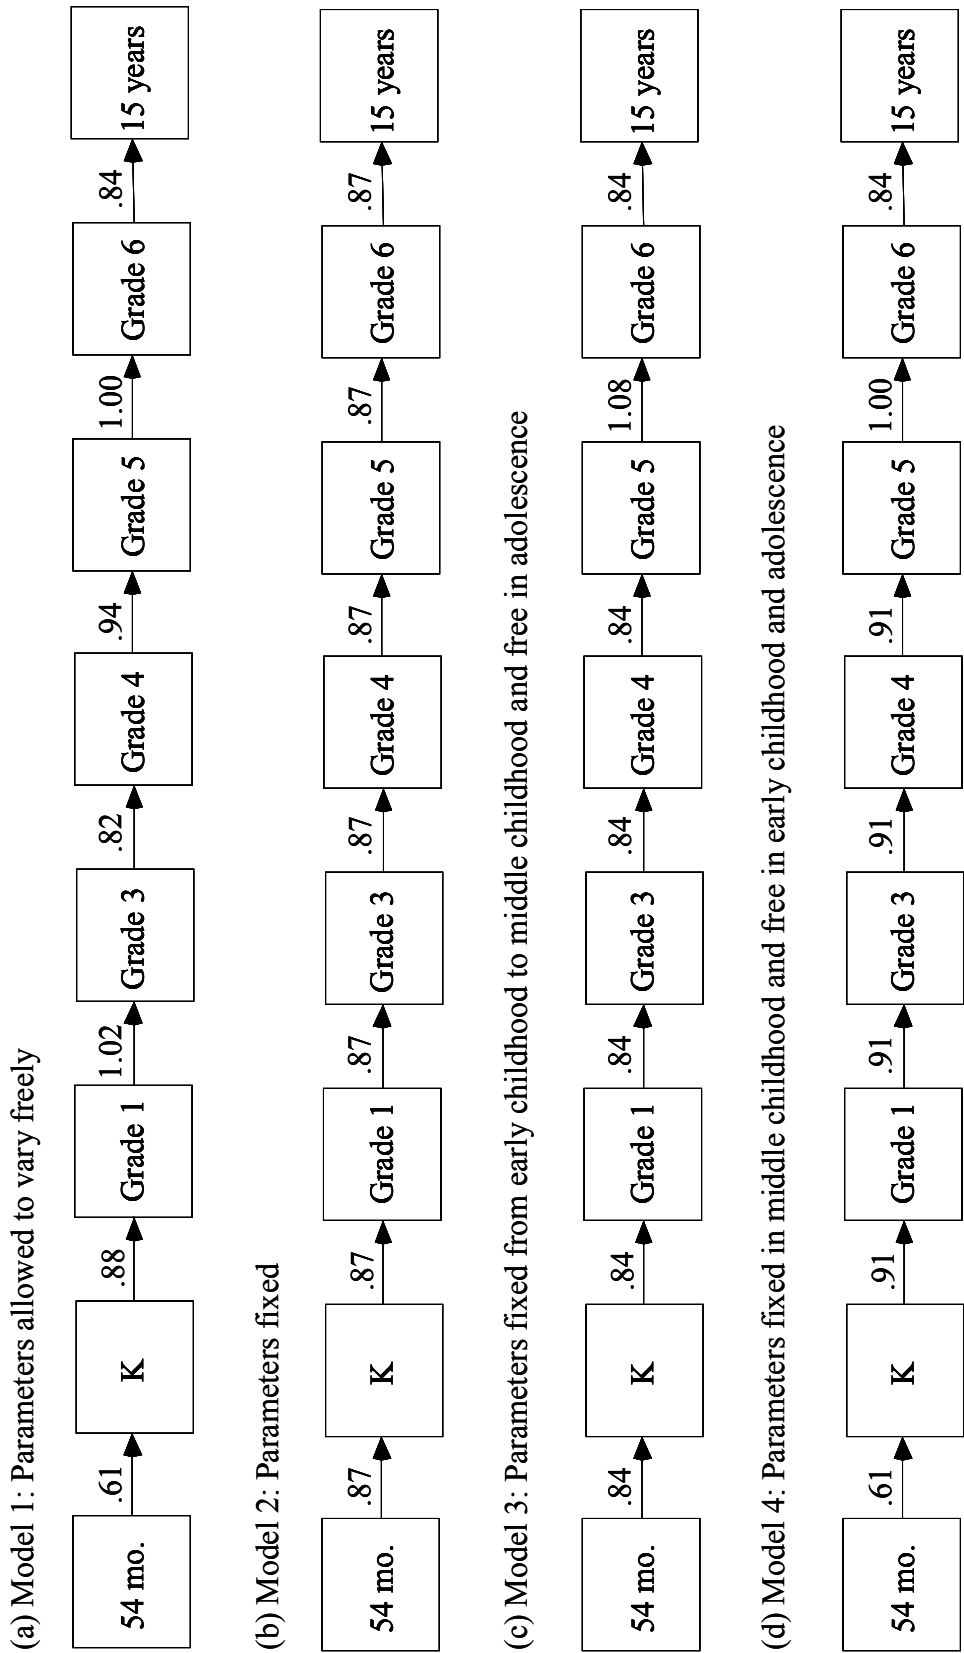 (a) Model 1: Parameters allowed to vary freely
54 mo. .61 K .88 Grade 1 1.02 Grade 3 .82 Grade 4 .94 Grade 5 1.00 Grade 6 .84 15 years
(b) Model 2: Parameters fixed
54 mo. .87 K .87 Grade 1 .87 Grade 3 .87 Grade 4 .87 Grade 5 .87 Grade 6 .87 15 years
(c) Model 3: Parameters fixed from early childhood to middle childhood and free in adolescence
54 mo. .84 K .84 Grade 1 .84 Grade 3 .84 Grade 4 .84 Grade 5 1.08 Grade 6 .84 15 years
(d) Model 4: Parameters fixed in middle childhood and free in early childhood and adolescence
54 mo. .61 K .91 Grade 1 .91 Grade 3 .91 Grade 4 .91 Grade 5 1.00 Grade 6 .84 15 years